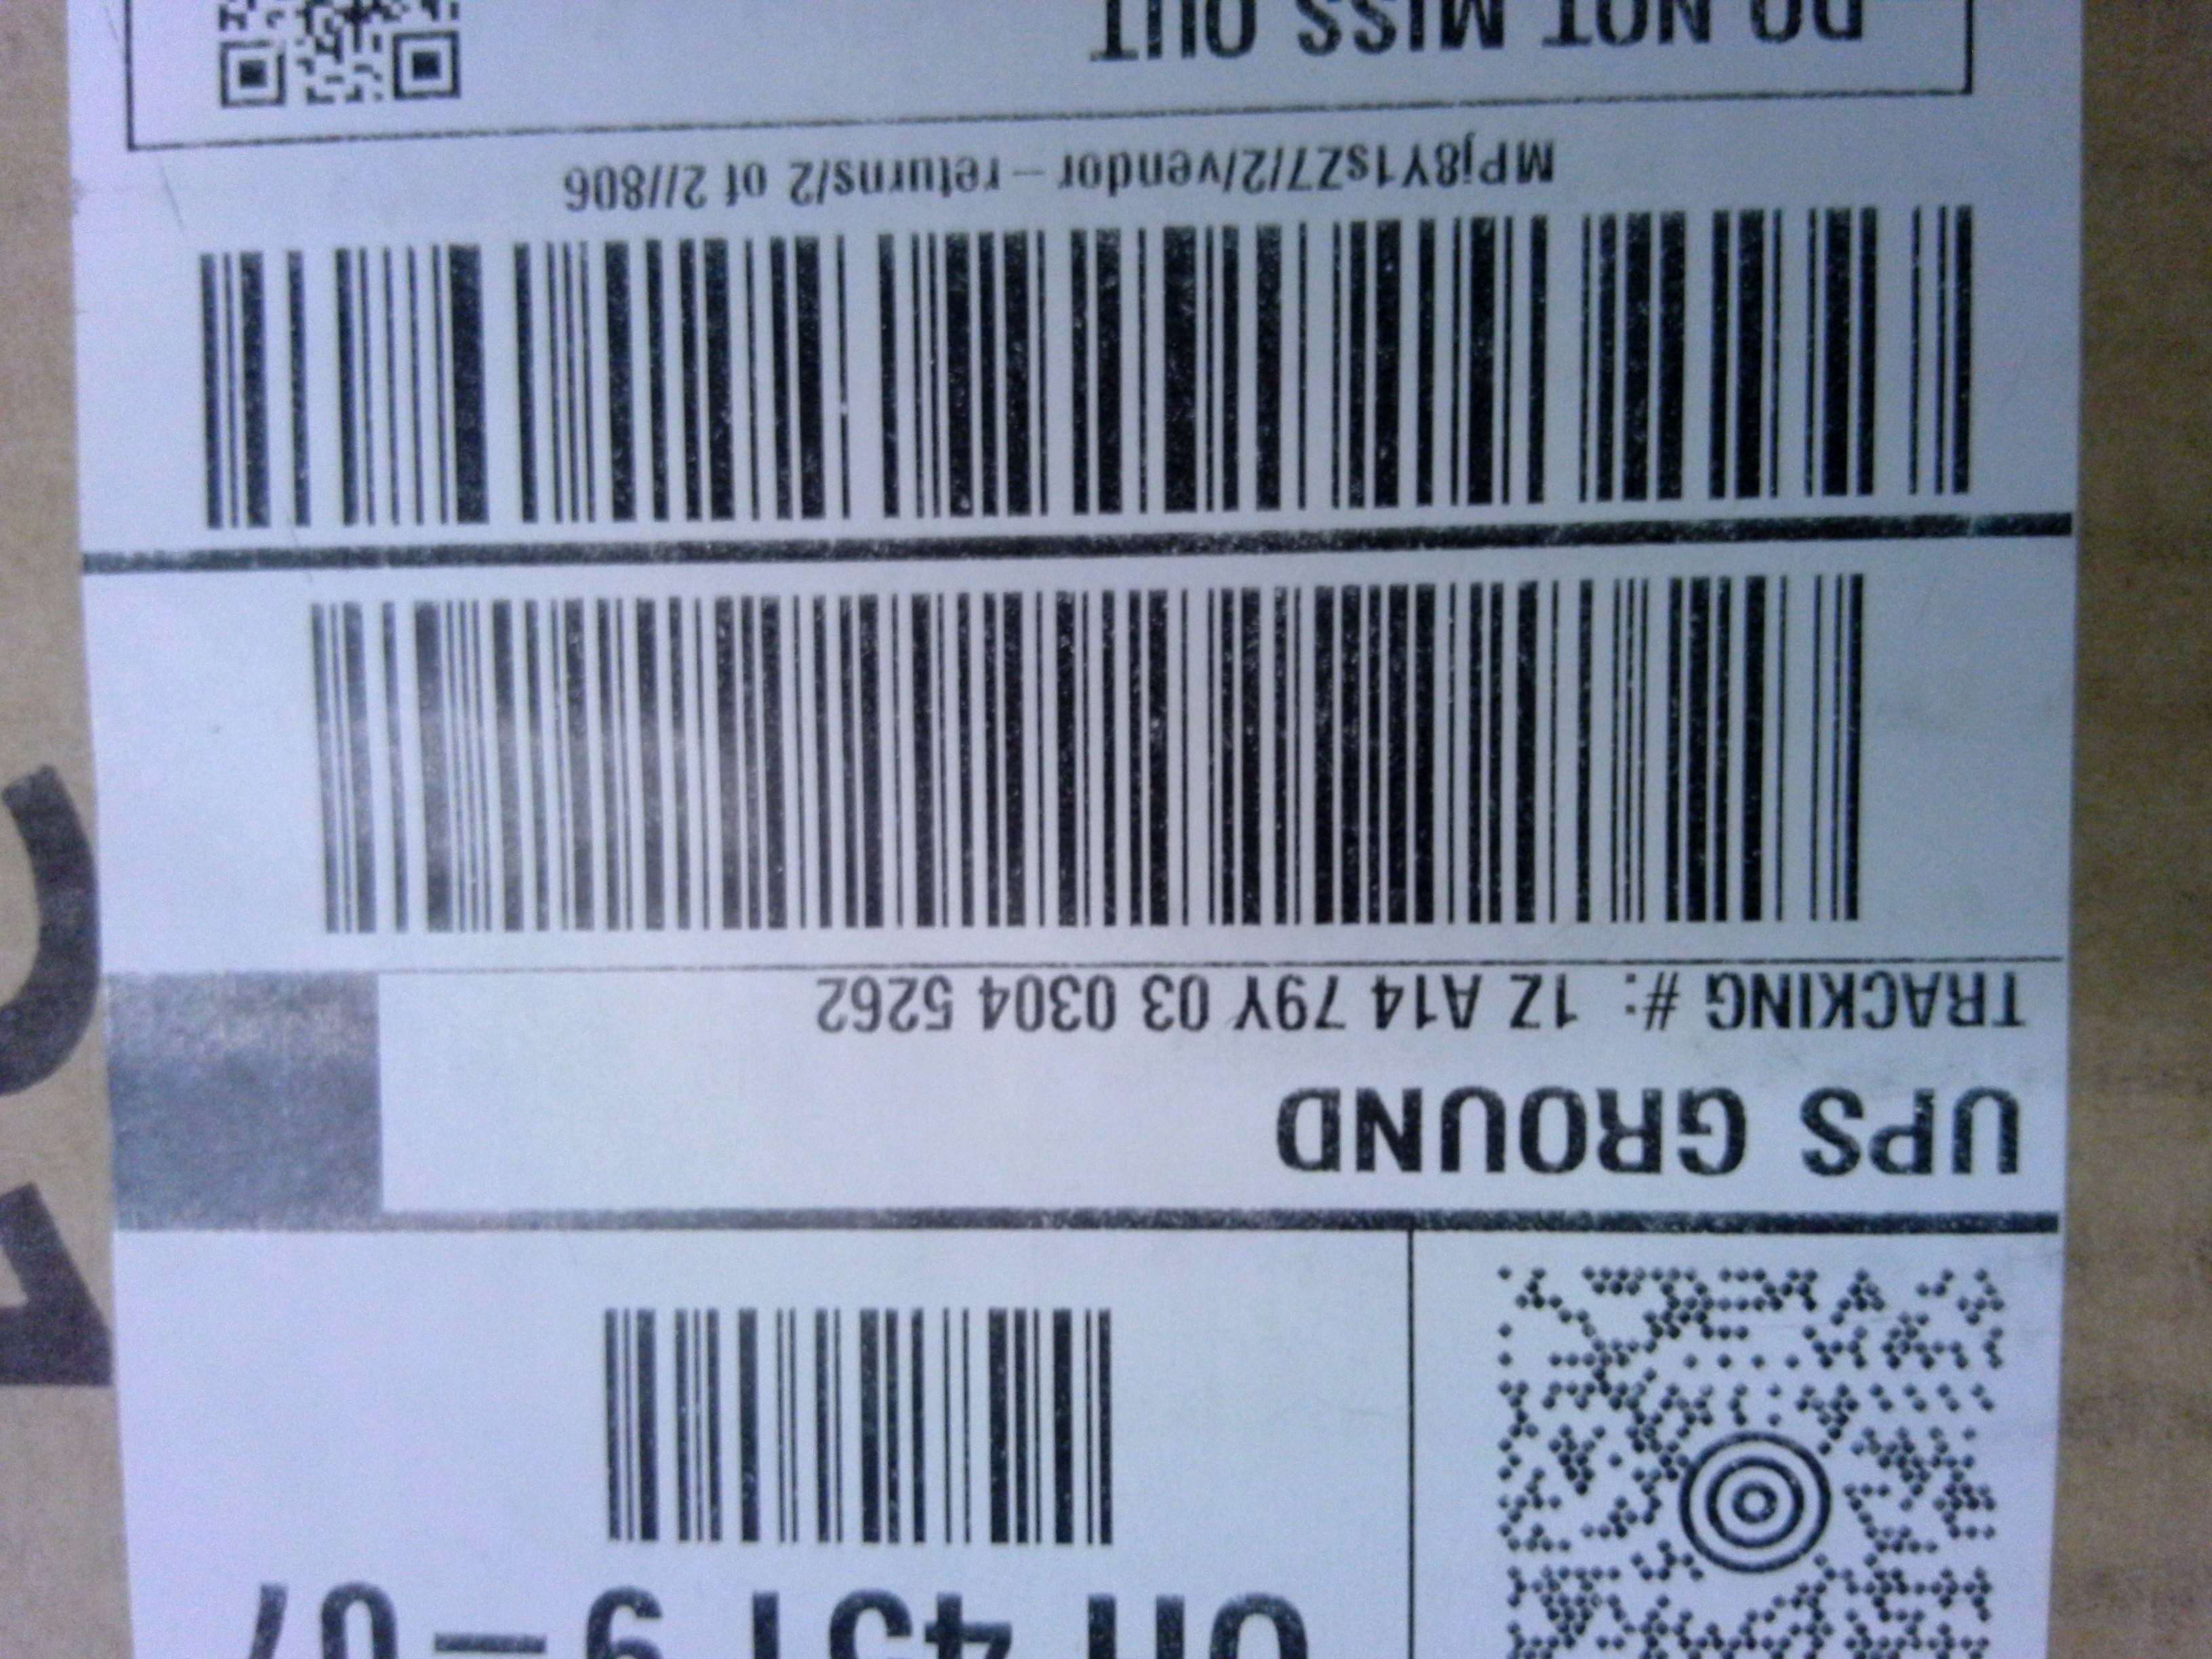 OH 451 9-07
UPS GROUND
TRACKING #: 1Z A14 79Y 03 0304 5262
MPj8Y1sZ7/2/vendor-returns/2 of 2//806
DO NOT MISS OUT